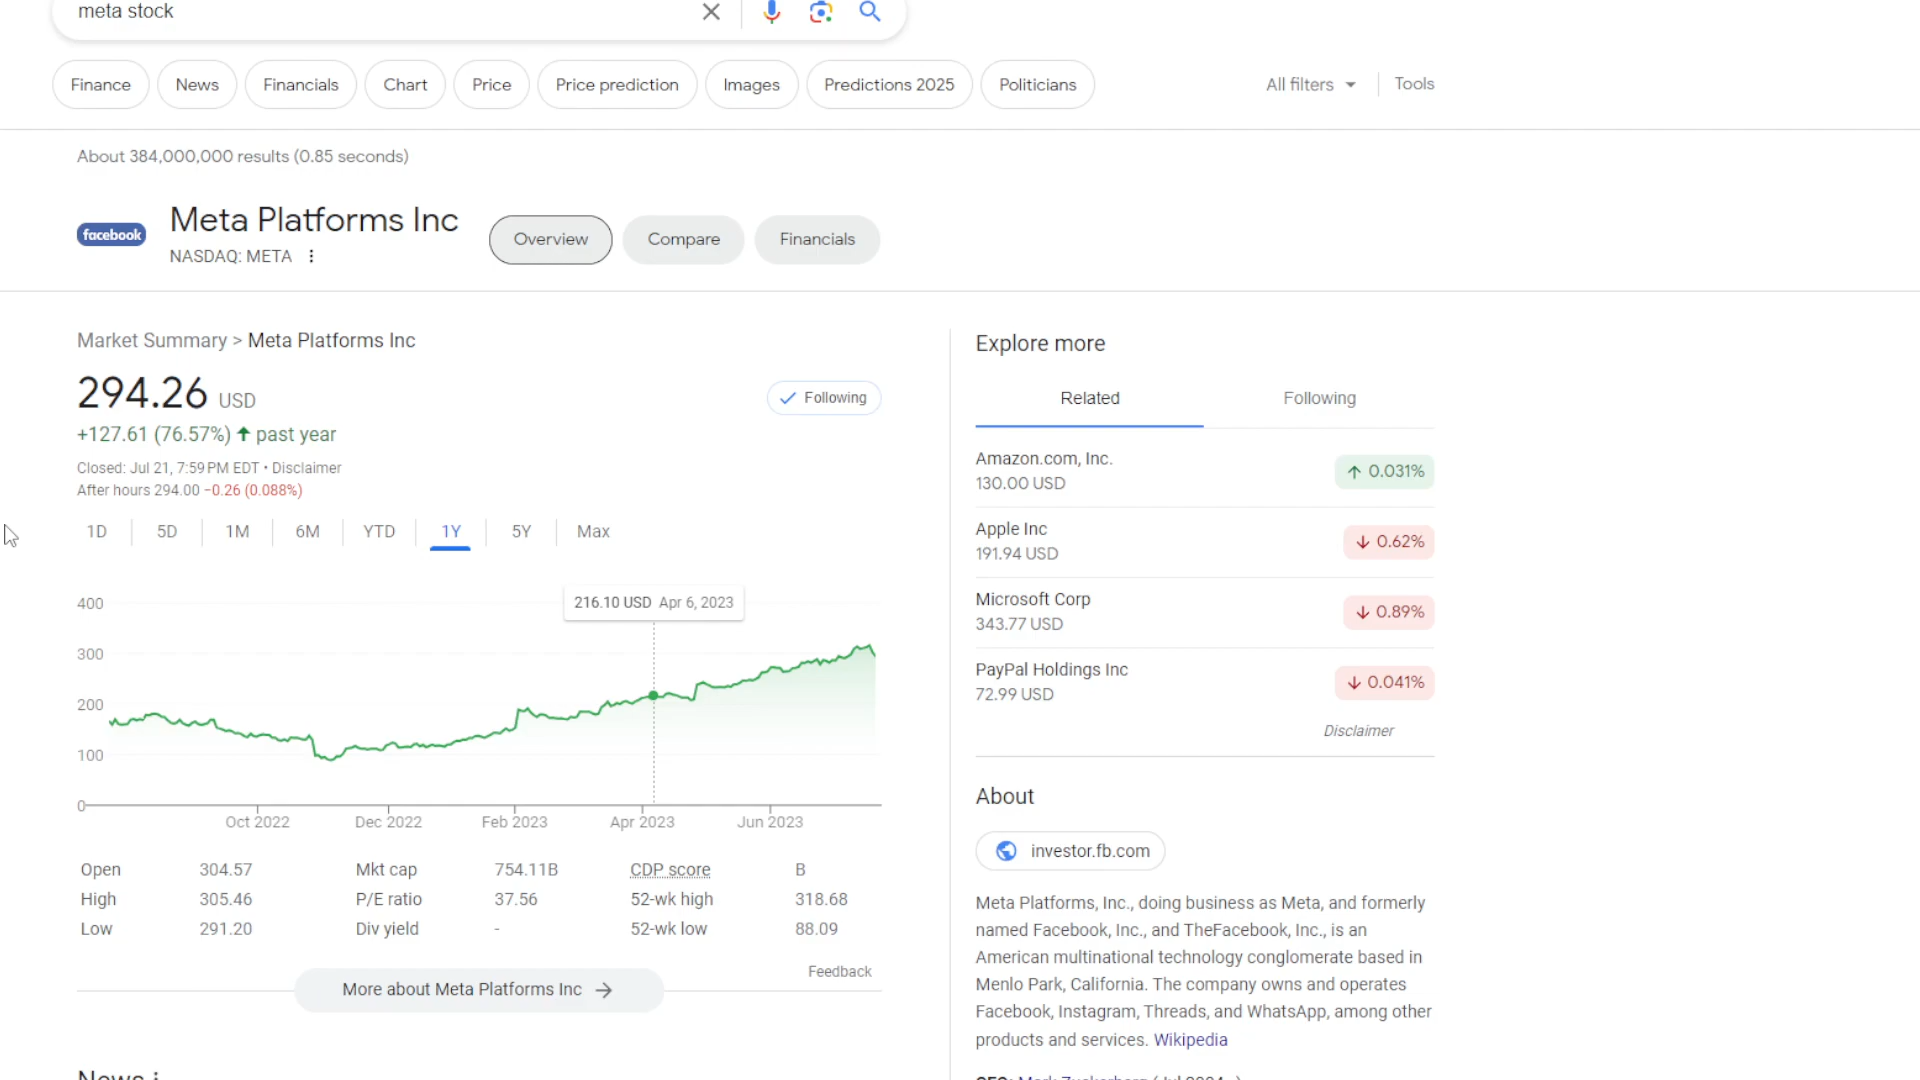 meta stock
Finance
News
Financials
Chart
Price
Price prediction
Images
Predictions 2025
Politicians
All filters
Tools
About 384,000,000 results (0.85 seconds)
facebook
Meta Platforms Inc
NASDAQ: META
Overview
Compare
Financials
Market Summary > Meta Platforms Inc
294.26 USD
Following
+127.61 (76.57%) ↑ past year
Closed: Jul 21, 7:59 PM EDT • Disclaimer
After hours 294.00 −0.26 (0.088%)
1D
5D
1M
6M
YTD
1Y
5Y
Max
216.10 USD Apr 6, 2023
400
300
200
100
0
Oct 2022
Dec 2022
Feb 2023
Apr 2023
Jun 2023
Open 304.57 Mkt cap 754.11B CDP score B
High 305.46 P/E ratio 37.56 52-wk high 318.68
Low 291.20 Div yield - 52-wk low 88.09
Feedback
More about Meta Platforms Inc →
Explore more
Related
Following
Amazon.com, Inc.
130.00 USD
↑ 0.031%
Apple Inc
191.94 USD
↓ 0.62%
Microsoft Corp
343.77 USD
↓ 0.89%
PayPal Holdings Inc
72.99 USD
↓ 0.041%
Disclaimer
About
investor.fb.com
Meta Platforms, Inc., doing business as Meta, and formerly
named Facebook, Inc., and TheFacebook, Inc., is an
American multinational technology conglomerate based in
Menlo Park, California. The company owns and operates
Facebook, Instagram, Threads, and WhatsApp, among other
products and services. Wikipedia